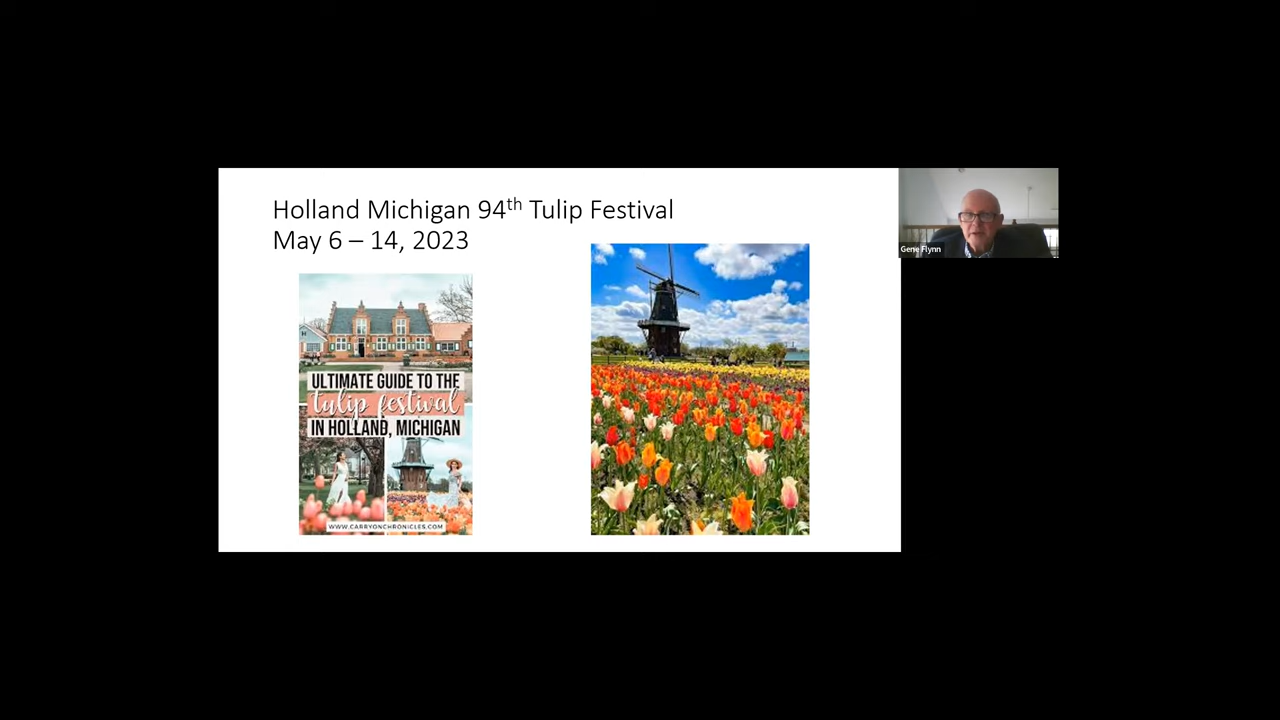 Holland Michigan 94th Tulip Festival
May 6 – 14, 2023
ULTIMATE GUIDE TO THE
tulip festival
IN HOLLAND, MICHIGAN
WWW.CARRYONCHRONICLES.COM
Gene Flynn